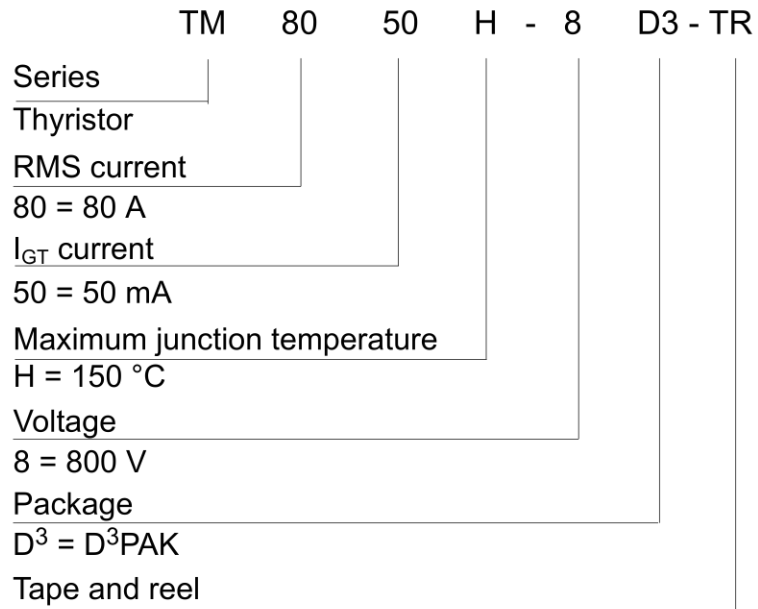 TM 80 50 H - 8 D3 - TR
Series
Thyristor
RMS current
80 = 80 A
IGT current
50 = 50 mA
Maximum junction temperature
H = 150 °C
Voltage
8 = 800 V
Package
D³ = D³PAK
Tape and reel